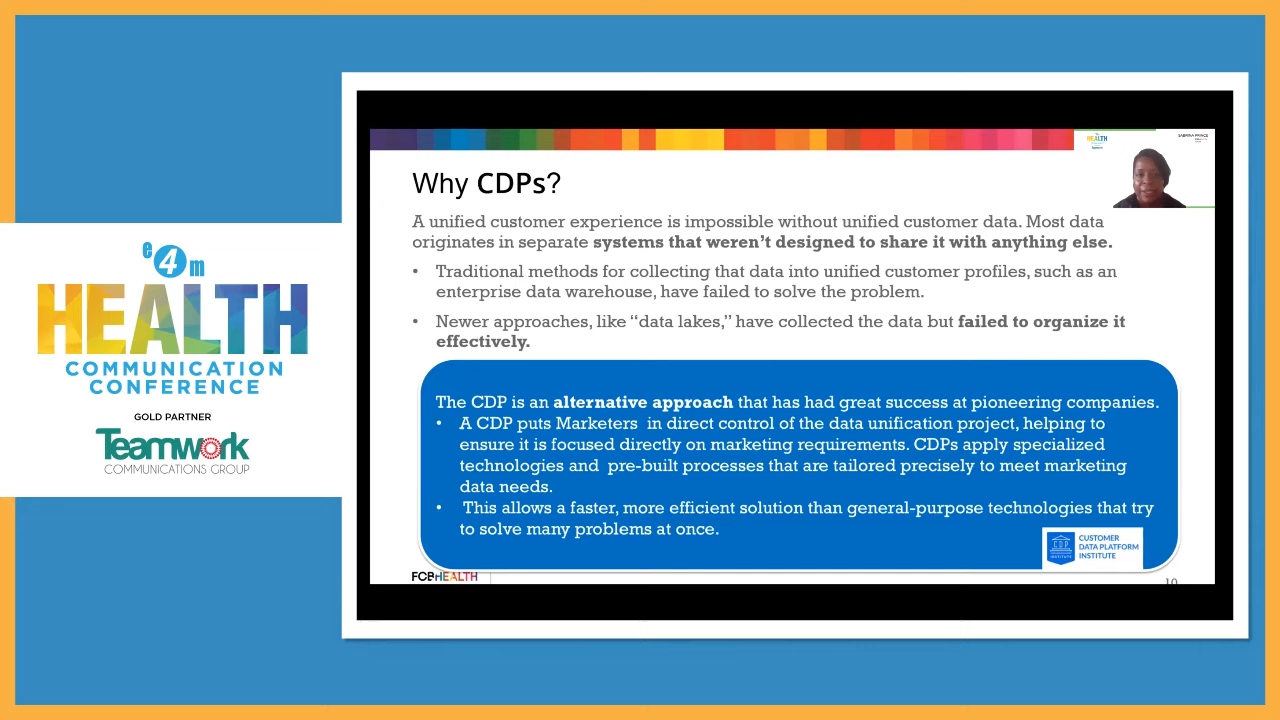 e4m
HEALTH
COMMUNICATION
CONFERENCE
GOLD PARTNER
Teamwork
COMMUNICATIONS GROUP
HEALTH
SABRINA PRINCE
Why CDPs?
A unified customer experience is impossible without unified customer data. Most data
originates in separate systems that weren’t designed to share it with anything else.
• Traditional methods for collecting that data into unified customer profiles, such as an
enterprise data warehouse, have failed to solve the problem.
• Newer approaches, like “data lakes,” have collected the data but failed to organize it
effectively.
The CDP is an alternative approach that has had great success at pioneering companies.
• A CDP puts Marketers in direct control of the data unification project, helping to
ensure it is focused directly on marketing requirements. CDPs apply specialized
technologies and pre-built processes that are tailored precisely to meet marketing
data needs.
• This allows a faster, more efficient solution than general-purpose technologies that try
to solve many problems at once.
CDP
INSTITUTE
CUSTOMER
DATA PLATFORM
INSTITUTE
FCBHEALTH
10